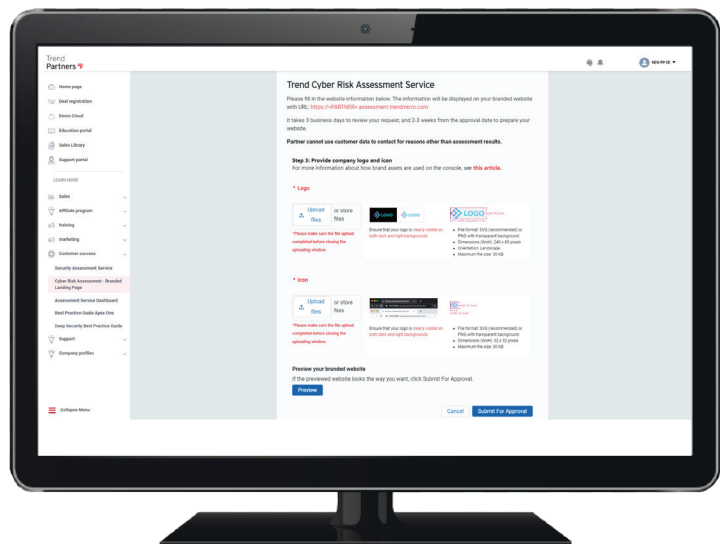 Trend
Partners
NEW PP DE
Home page
Deal registration
Demo Cloud
Education portal
Sales Library
Support portal
LEARN MORE
Sales
Affiliate program
training
marketing
Customer success
Security Assessment Service
Cyber Risk Assessment - Branded
Landing Page
Assessment Service Dashboard
Best Practice Guide Apex One
Deep Security Best Practice Guide
Support
Company profiles
Collapse Menu
Trend Cyber Risk Assessment Service
Please fill in the website information below. The information will be displayed on your branded website
with URL: https://<PARTNER>.assessment.trendmicro.com
It takes 3 business days to review your request, and 2-3 weeks from the approval date to prepare your
website.
Partner cannot use customer data to contact for reasons other than assessment results.
Step 3: Provide company logo and icon
For more information about how brand assets are used on the console, see this article.
* Logo
Upload
files
or store
files
*Please make sure the file upload
completed before closing the
uploading window.
LOGO
LOGO
Ensure that your logo is clearly visible on
both dark and light backgrounds.
LOGO
File format: SVG (recommended) or
PNG with transparent background
Dimensions (WxH): 240 x 80 pixels
Orientation: Landscape
Maximum file size: 30 KB
* Icon
Upload
files
or store
files
*Please make sure the file upload
completed before closing the
uploading window.
Ensure that your logo is clearly visible on
both dark and light backgrounds.
File format: SVG (recommended) or
PNG with transparent background
Dimensions (WxH): 32 x 32 pixels
Maximum file size: 30 KB
Preview your branded website
If the previewed website looks the way you want, click Submit For Approval.
Preview
Cancel
Submit For Approval